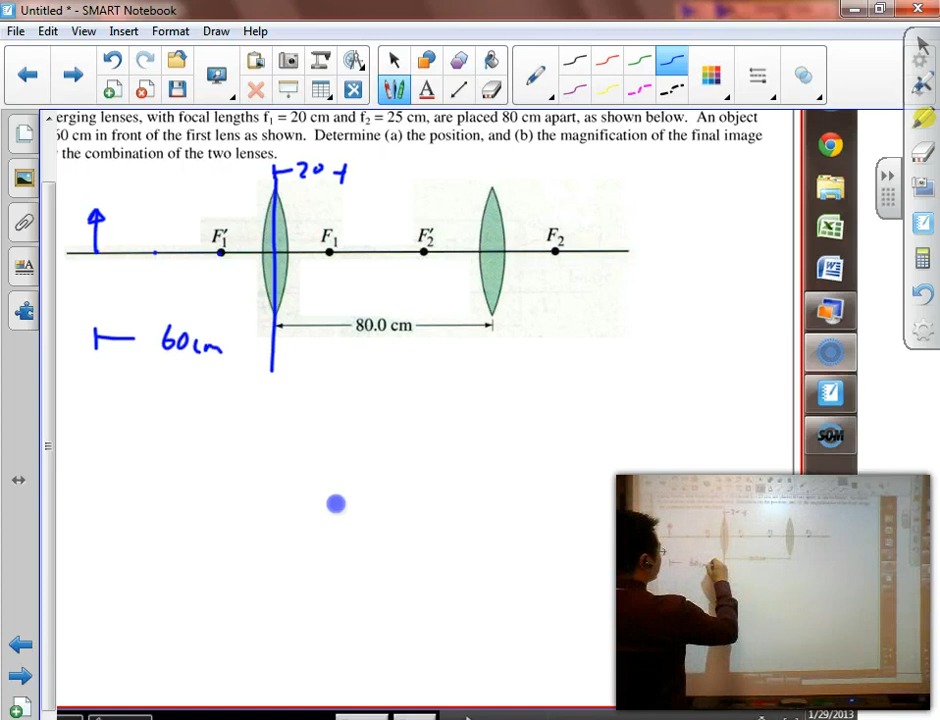 Untitled * - SMART Notebook
File Edit View Insert Format Draw Help
erging lenses, with focal lengths f₁ = 20 cm and f₂ = 25 cm, are placed 80 cm apart, as shown below. An object
60 cm in front of the first lens as shown. Determine (a) the position, and (b) the magnification of the final image
the combination of the two lenses.
20
F₁′ F₁ F₂′ F₂
80.0 cm
60cm
1/29/2013